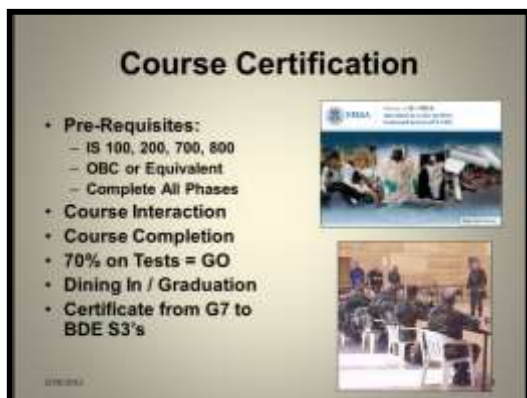 Course Certification
• Pre-Requisites:
– IS 100, 200, 700, 800
– OBC or Equivalent
– Complete All Phases
• Course Interaction
• Course Completion
• 70% on Tests = GO
• Dining In / Graduation
• Certificate from G7 to
BDE S3's
FEMA